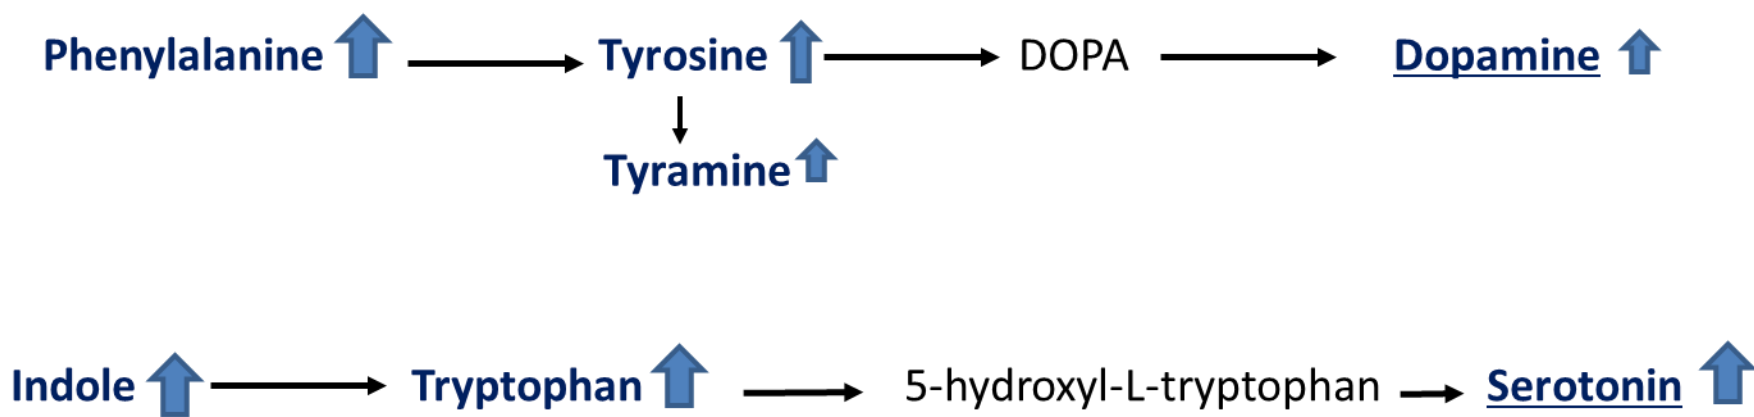 Phenylalanine Tyrosine DOPA Dopamine
Tyramine
Indole Tryptophan 5-hydroxyl-L-tryptophan Serotonin